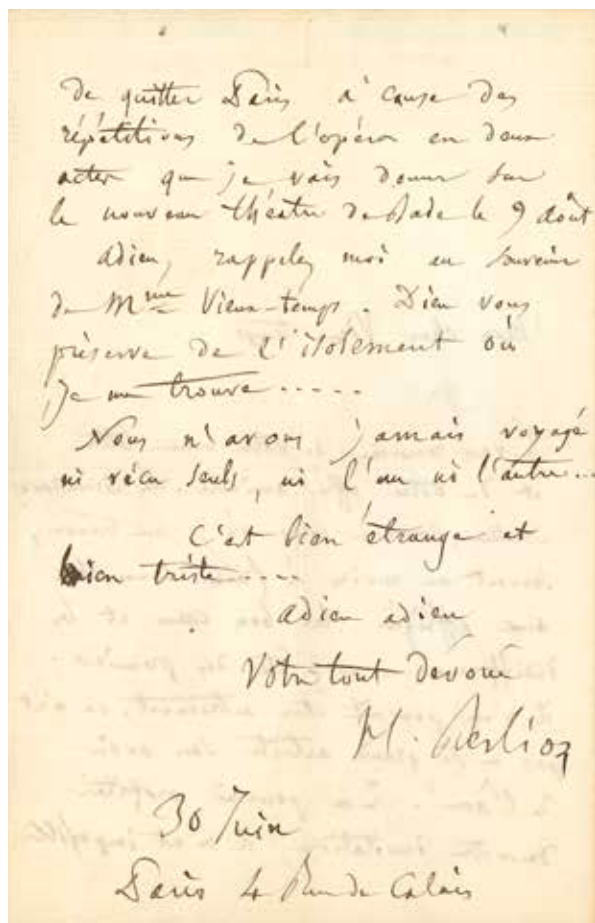 de quitter Paris à cause des
répétitions de l'opéra en deux
actes que je vais donner sur
le nouveau théâtre de Bade le 9 août
Adieu, rappelez moi au souvenir
de Mme Vieux-temps. Dieu vous
préserve de l'isolement où
je me trouve.....
Nous n'avons jamais voyagé
ni vécu seuls, ni l'un ni l'autre...
C'est bien étrange et
bien triste....
adieu adieu
Votre tout dévoué
H. Berlioz
30 Juin
Paris 4 Rue de Calais